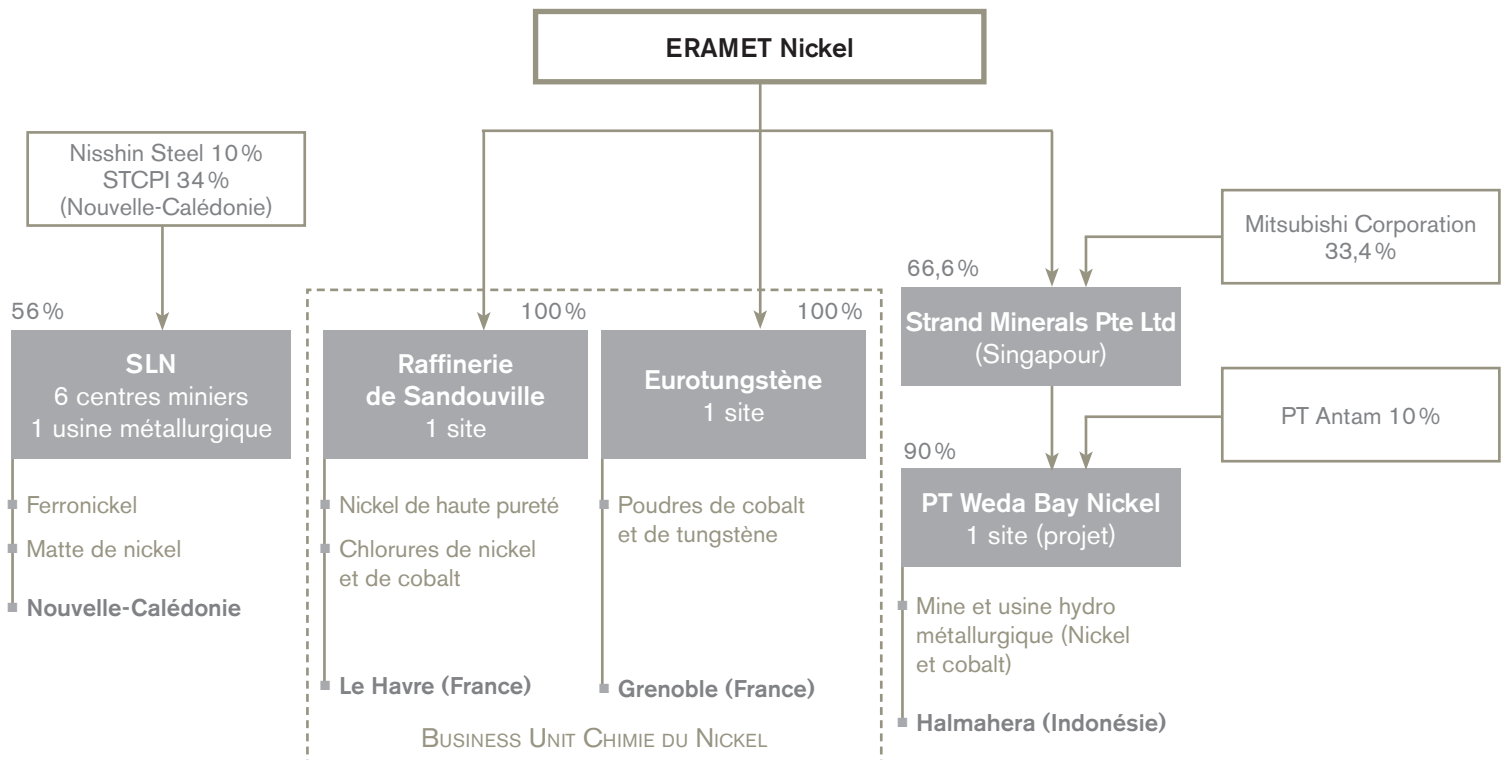 ERAMET Nickel
Nisshin Steel 10%
STCPI 34%
(Nouvelle-Calédonie)
Mitsubishi Corporation
33,4%
56%
SLN
6 centres miniers
1 usine métallurgique
Ferronickel
Matte de nickel
Nouvelle-Calédonie
100%
Raffinerie
de Sandouville
1 site
Nickel de haute pureté
Chlorures de nickel
et de cobalt
Le Havre (France)
100%
Eurotungstène
1 site
Poudres de cobalt
et de tungstène
Grenoble (France)
BUSINESS UNIT CHIMIE DU NICKEL
66,6%
Strand Minerals Pte Ltd
(Singapour)
PT Antam 10%
90%
PT Weda Bay Nickel
1 site (projet)
Mine et usine hydro
métallurgique (Nickel
et cobalt)
Halmahera (Indonésie)